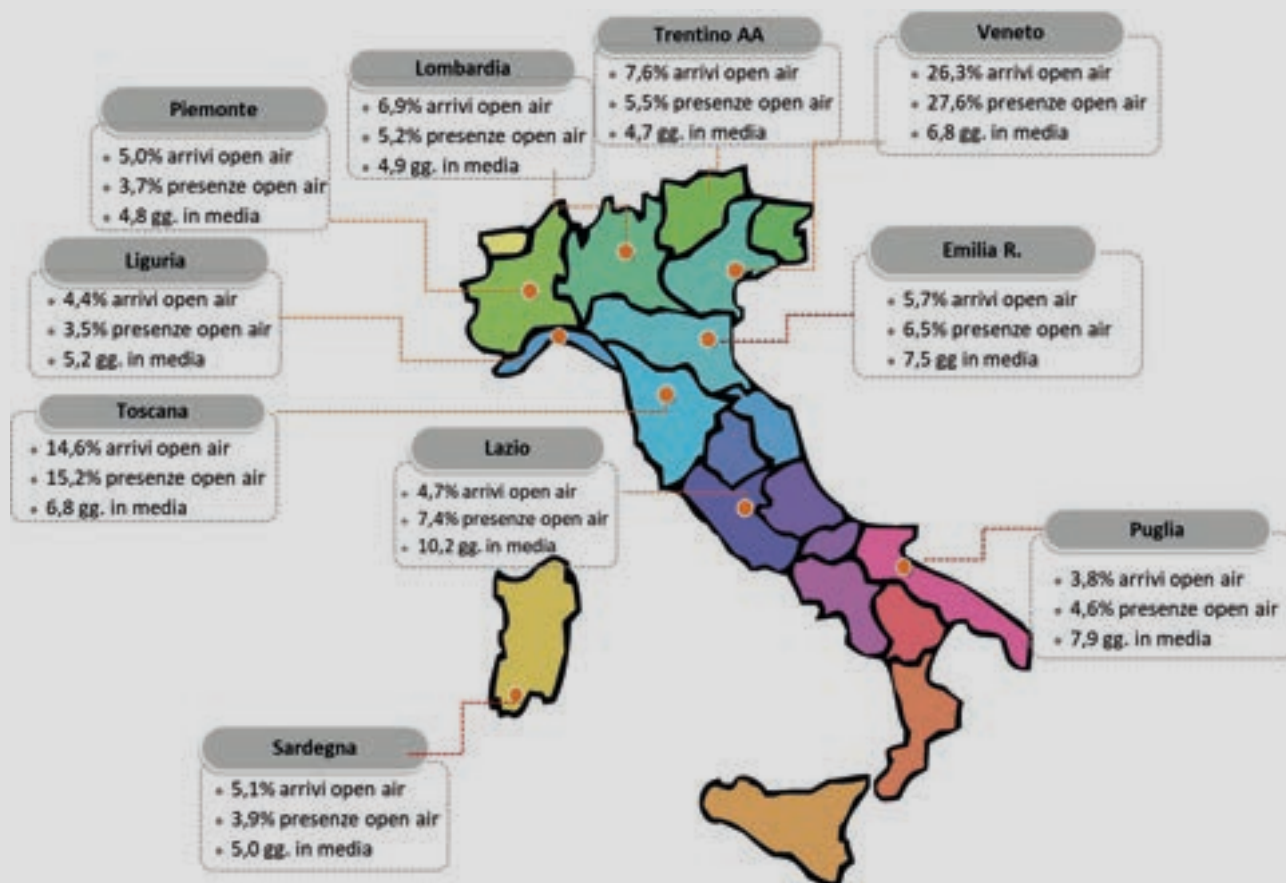 Trentino AA
7,6% arrivi open air
5,5% presenze open air
4,7 gg. in media
Veneto
26,3% arrivi open air
27,6% presenze open air
6,8 gg. in media
Lombardia
6,9% arrivi open air
5,2% presenze open air
4,9 gg. in media
Piemonte
5,0% arrivi open air
3,7% presenze open air
4,8 gg. in media
Liguria
4,4% arrivi open air
3,5% presenze open air
5,2 gg. in media
Emilia R.
5,7% arrivi open air
6,5% presenze open air
7,5 gg in media
Toscana
14,6% arrivi open air
15,2% presenze open air
6,8 gg. in media
Lazio
4,7% arrivi open air
7,4% presenze open air
10,2 gg. in media
Puglia
3,8% arrivi open air
4,6% presenze open air
7,9 gg. in media
Sardegna
5,1% arrivi open air
3,9% presenze open air
5,0 gg. in media